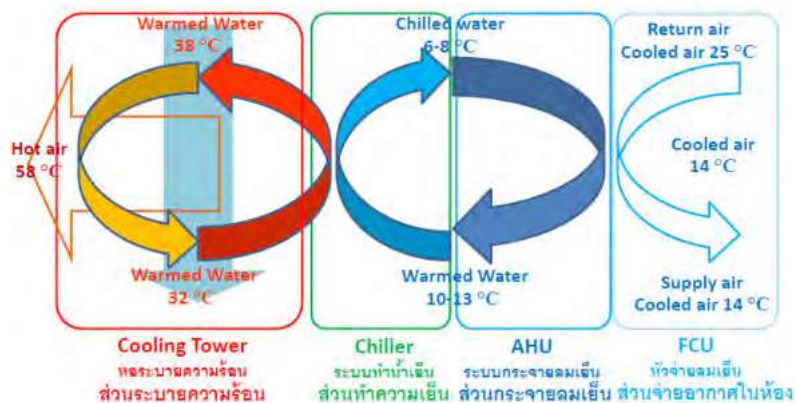 Warmed Water
38 °C
Chilled water
6-8 °C
Return air
Cooled air 25 °C
Hot air
58 °C
Cooled air
14 °C
Warmed Water
32 °C
Warmed Water
10-13 °C
Supply air
Cooled air 14 °C
Cooling Tower
หอระบายความร้อน
ส่วนระบายความร้อน
Chiller
ระบบทำน้ำเย็น
ส่วนทำความเย็น
AHU
ระบบกระจายลมเย็น
ส่วนกระจายลมเย็น
FCU
หัวจ่ายลมเย็น
ส่วนจ่ายอากาศในห้อง